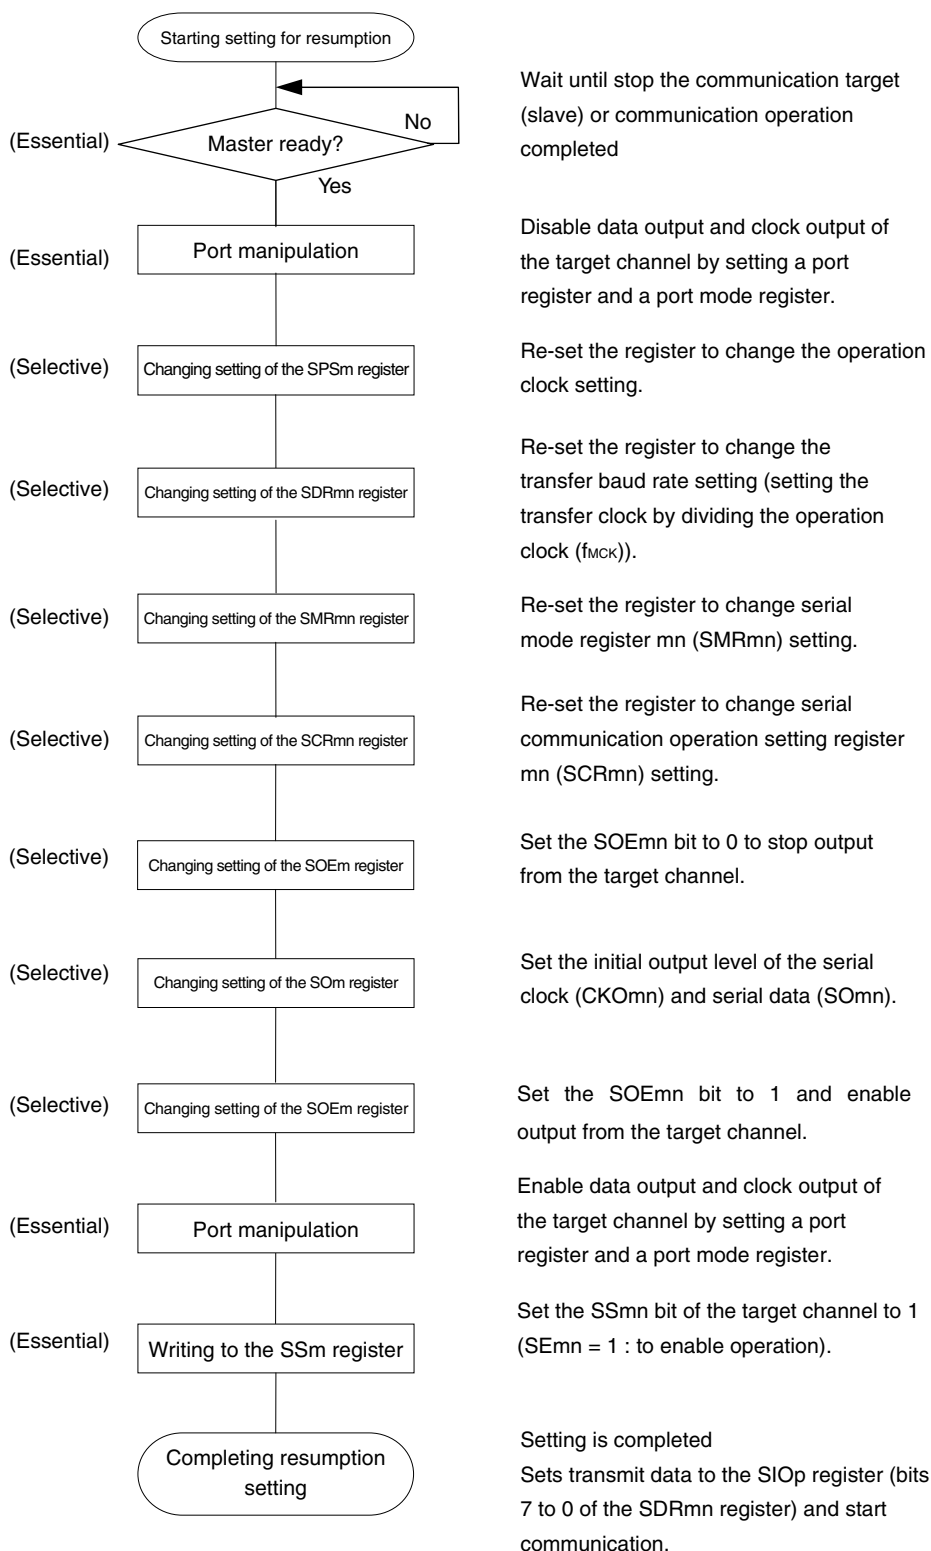 Starting setting for resumption
Wait until stop the communication target
(slave) or communication operation
completed
(Essential)
Master ready?
No
Yes
(Essential)
Port manipulation
Disable data output and clock output of
the target channel by setting a port
register and a port mode register.
(Selective)
Changing setting of the SPSm register
Re-set the register to change the operation
clock setting.
(Selective)
Changing setting of the SDRmn register
Re-set the register to change the
transfer baud rate setting (setting the
transfer clock by dividing the operation
clock (fMCK)).
(Selective)
Changing setting of the SMRmn register
Re-set the register to change serial
mode register mn (SMRmn) setting.
(Selective)
Changing setting of the SCRmn register
Re-set the register to change serial
communication operation setting register
mn (SCRmn) setting.
(Selective)
Changing setting of the SOEm register
Set the SOEmn bit to 0 to stop output
from the target channel.
(Selective)
Changing setting of the SOm register
Set the initial output level of the serial
clock (CKOmn) and serial data (SOmn).
(Selective)
Changing setting of the SOEm register
Set the SOEmn bit to 1 and enable
output from the target channel.
(Essential)
Port manipulation
Enable data output and clock output of
the target channel by setting a port
register and a port mode register.
(Essential)
Writing to the SSm register
Set the SSmn bit of the target channel to 1
(SEmn = 1 : to enable operation).
Completing resumption
setting
Setting is completed
Sets transmit data to the SIOp register (bits
7 to 0 of the SDRmn register) and start
communication.